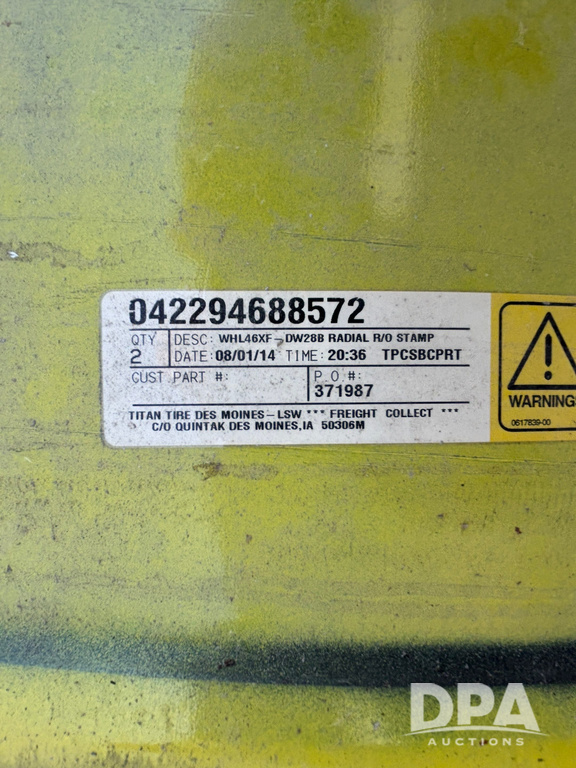 042294688572
QTY DESC: WHL46XF-DW28B RADIAL R/O STAMP
2 DATE: 08/01/14 TIME: 20:36 TPCSBCPRT
CUST PART #: P.O.#:
371987
TITAN TIRE DES MOINES-LSW *** FREIGHT COLLECT ***
C/O QUINTAK DES MOINES,IA 50306M
WARNING
0617839-00
DPA
AUCTIONS